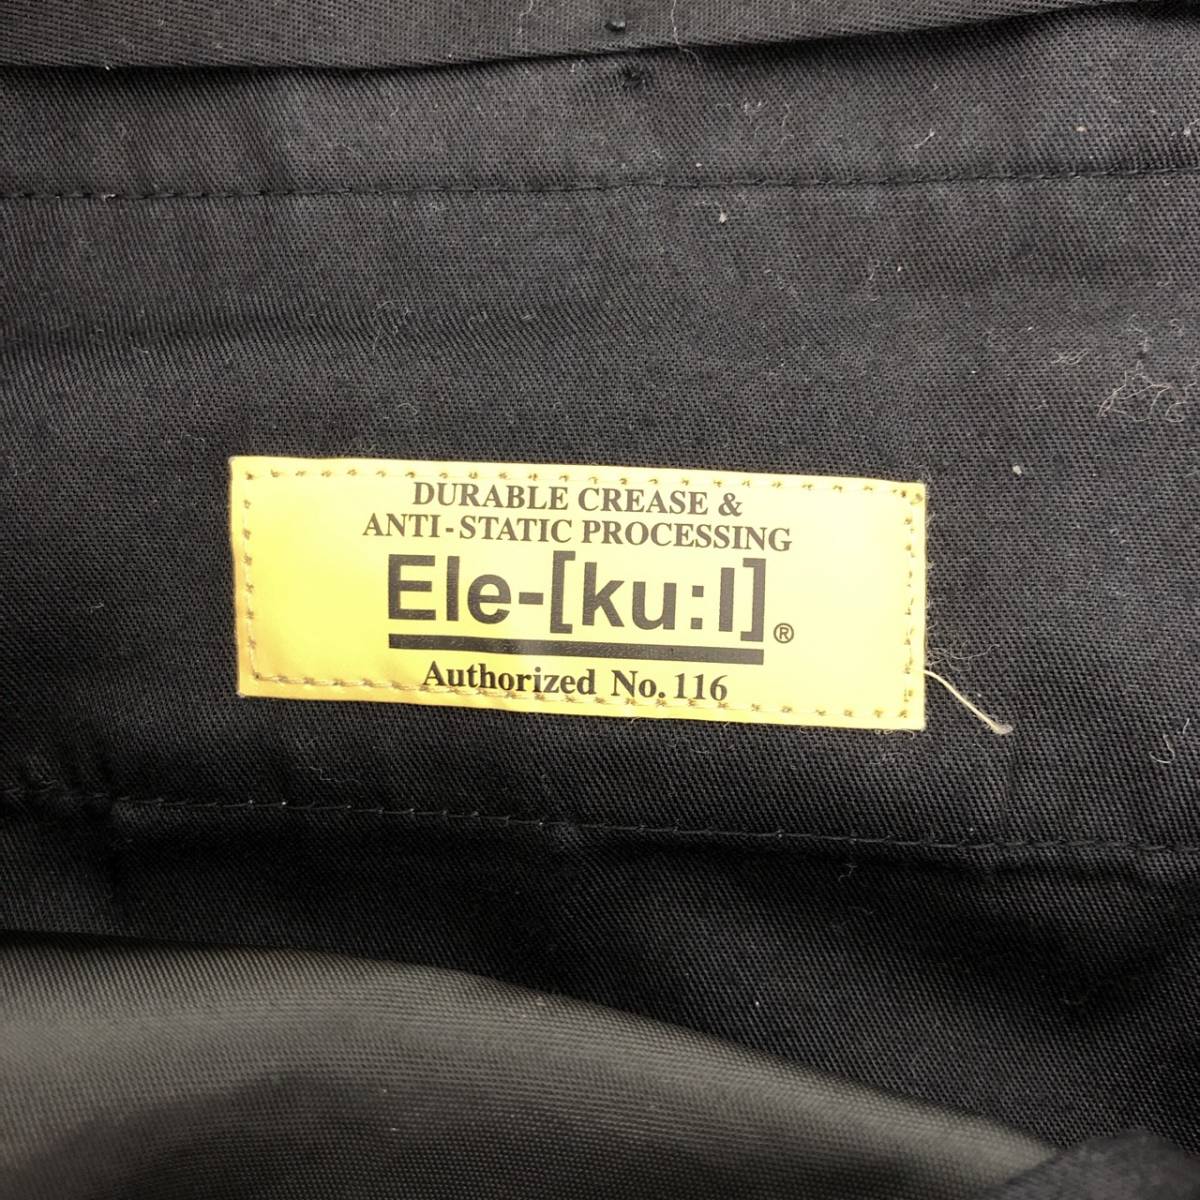 DURABLE CREASE &
ANTI-STATIC PROCESSING
Ele-[ku:l]®
Authorized No. 116